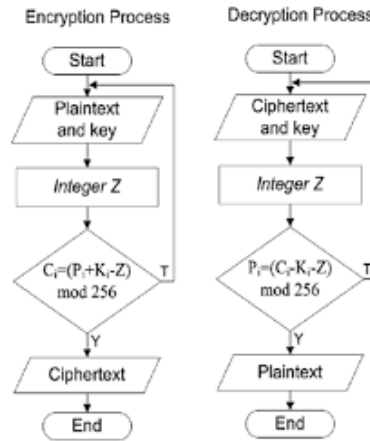 Encryption Process
Start
Plaintext
and key
Integer Z
Cᵢ=(Pᵢ+Kᵢ-Z)
mod 256
T
Y
Ciphertext
End
Decryption Process
Start
Ciphertext
and key
Integer Z
Pᵢ=(Cᵢ-Kᵢ-Z)
mod 256
T
Y
Plaintext
End